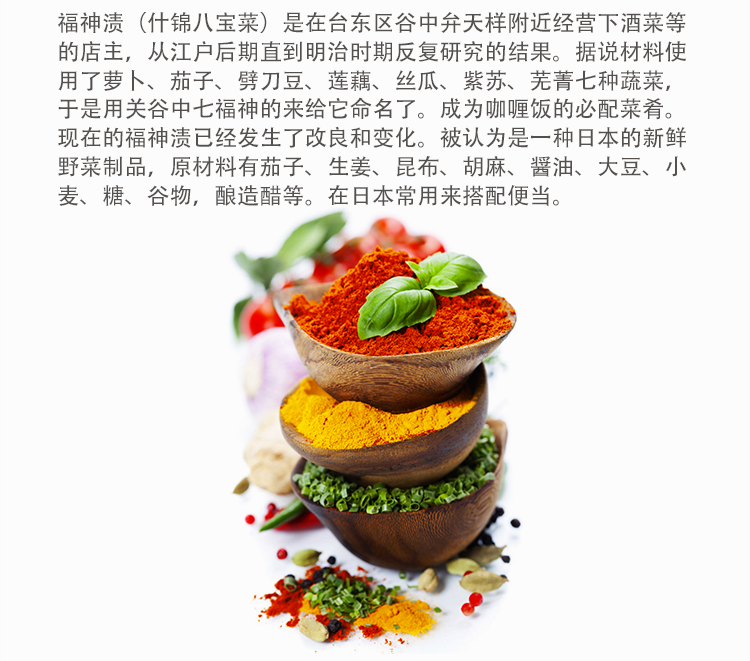 福神渍（什锦八宝菜）是在台东区谷中弁天样附近经营下酒菜等
的店主，从江户后期直到明治时期反复研究的结果。据说材料使
用了萝卜、茄子、劈刀豆、莲藕、丝瓜、紫苏、芜菁七种蔬菜，
于是用关谷中七福神的来给它命名了。成为咖喱饭的必配菜肴。
现在的福神渍已经发生了改良和变化。被认为是一种日本的新鲜
野菜制品，原材料有茄子、生姜、昆布、胡麻、醤油、大豆、小
麦、糖、谷物，酿造醋等。在日本常用来搭配便当。